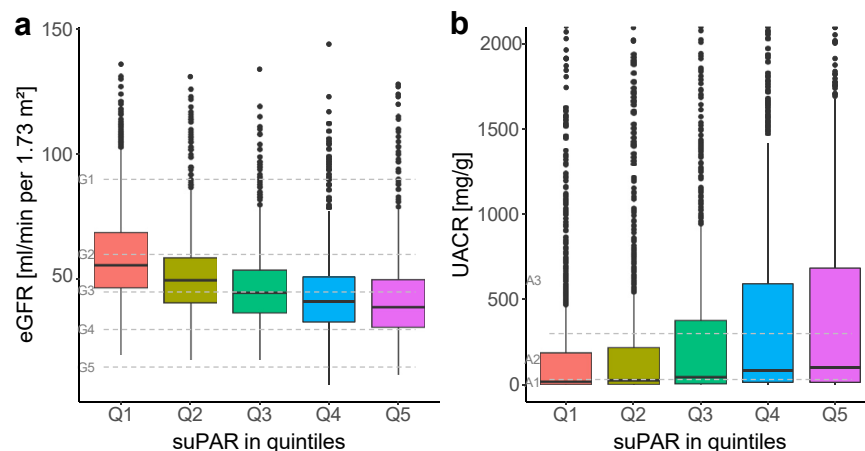 a
eGFR [ml/min per 1.73 m²]
150
100
50
G1
G2
G3
G4
G5
Q1 Q2 Q3 Q4 Q5
suPAR in quintiles
b
UACR [mg/g]
2000
1500
1000
500
0
A3
A2
A1
Q1 Q2 Q3 Q4 Q5
suPAR in quintiles